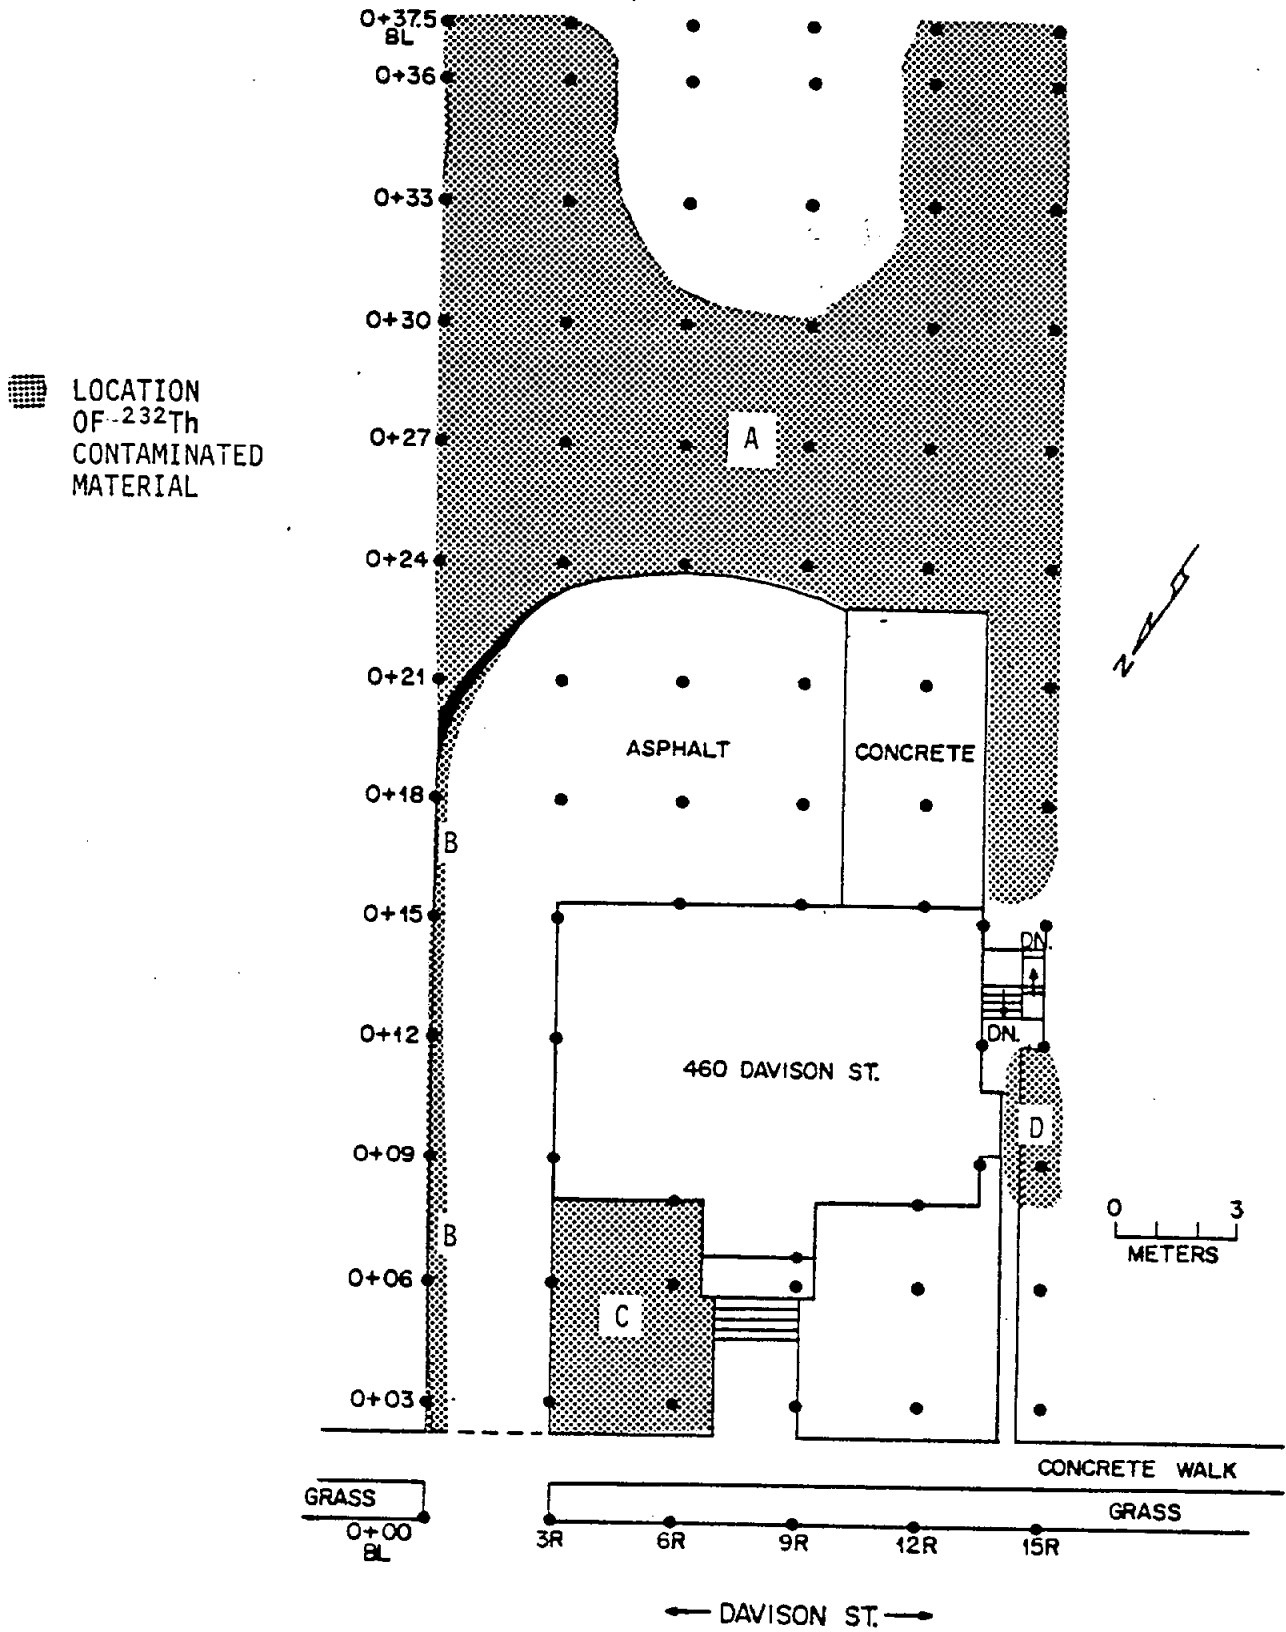 0+37.5
BL
0+36
0+33
0+30
LOCATION
OF 232Th
CONTAMINATED
MATERIAL
0+27
A
0+24
N
0+21
ASPHALT
CONCRETE
0+18
B
0+15
DN.
0+12
DN.
460 DAVISON ST.
D
0+09
0 3
METERS
B
0+06
C
0+03
CONCRETE WALK
GRASS
GRASS
0+00
BL
3R 6R 9R 12R 15R
DAVISON ST.